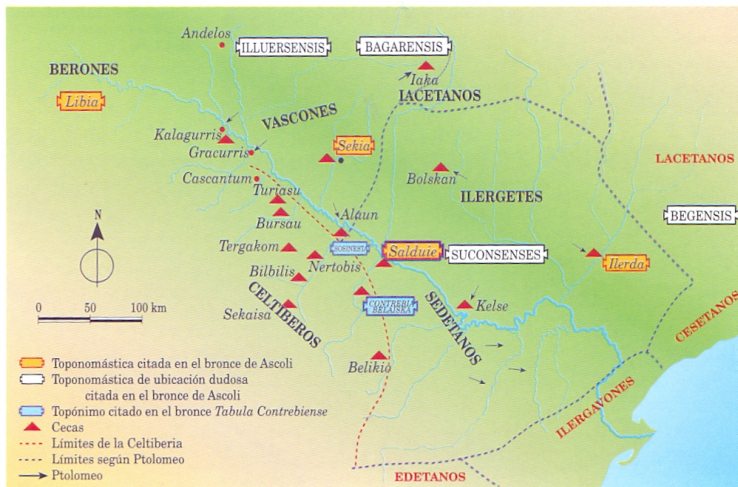 Andelos
ILLUERSENSIS
BAGARENSIS
BERONES
Iaka
IACETANOS
Libia
VASCONES
Kalagurris
Gracurris
Sekia
LACETANOS
Cascantum
Bolskan
Turiasu
ILERGETES
Bursau
Alaun
BEGENSIS
N
Tergakom
Salduie
SUCONSENSES
Nertobis
Ilerda
Bilbilis
CELTIBEROS
SEDETANOS
CONTREBIA
BELAISKA
Kelse
Sekaisa
CESETANOS
0 50 100 km
Belikio
ILERGAVONES
EDETANOS
Toponomástica citada en el bronce de Ascoli
Toponomástica de ubicación dudosa
citada en el bronce de Ascoli
Topónimo citado en el bronce Tabula Contrebiense
Cecas
Límites de la Celtiberia
Límites según Ptolomeo
Ptolomeo